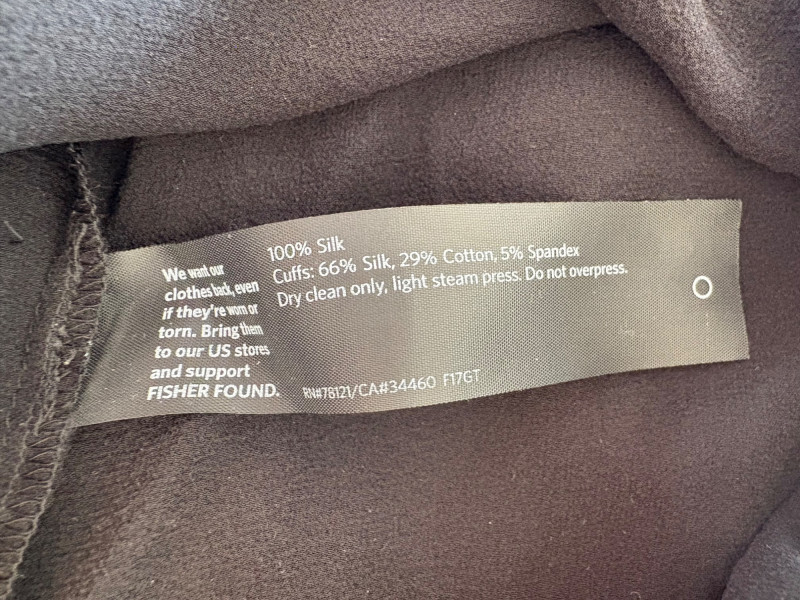 We want our
clothes back, even
if they're worn or
torn. Bring them
to our US stores
and support
FISHER FOUND.
100% Silk
Cuffs: 66% Silk, 29% Cotton, 5% Spandex
Dry clean only, light steam press. Do not overpress.
RN#78121/CA#34460 F17GT